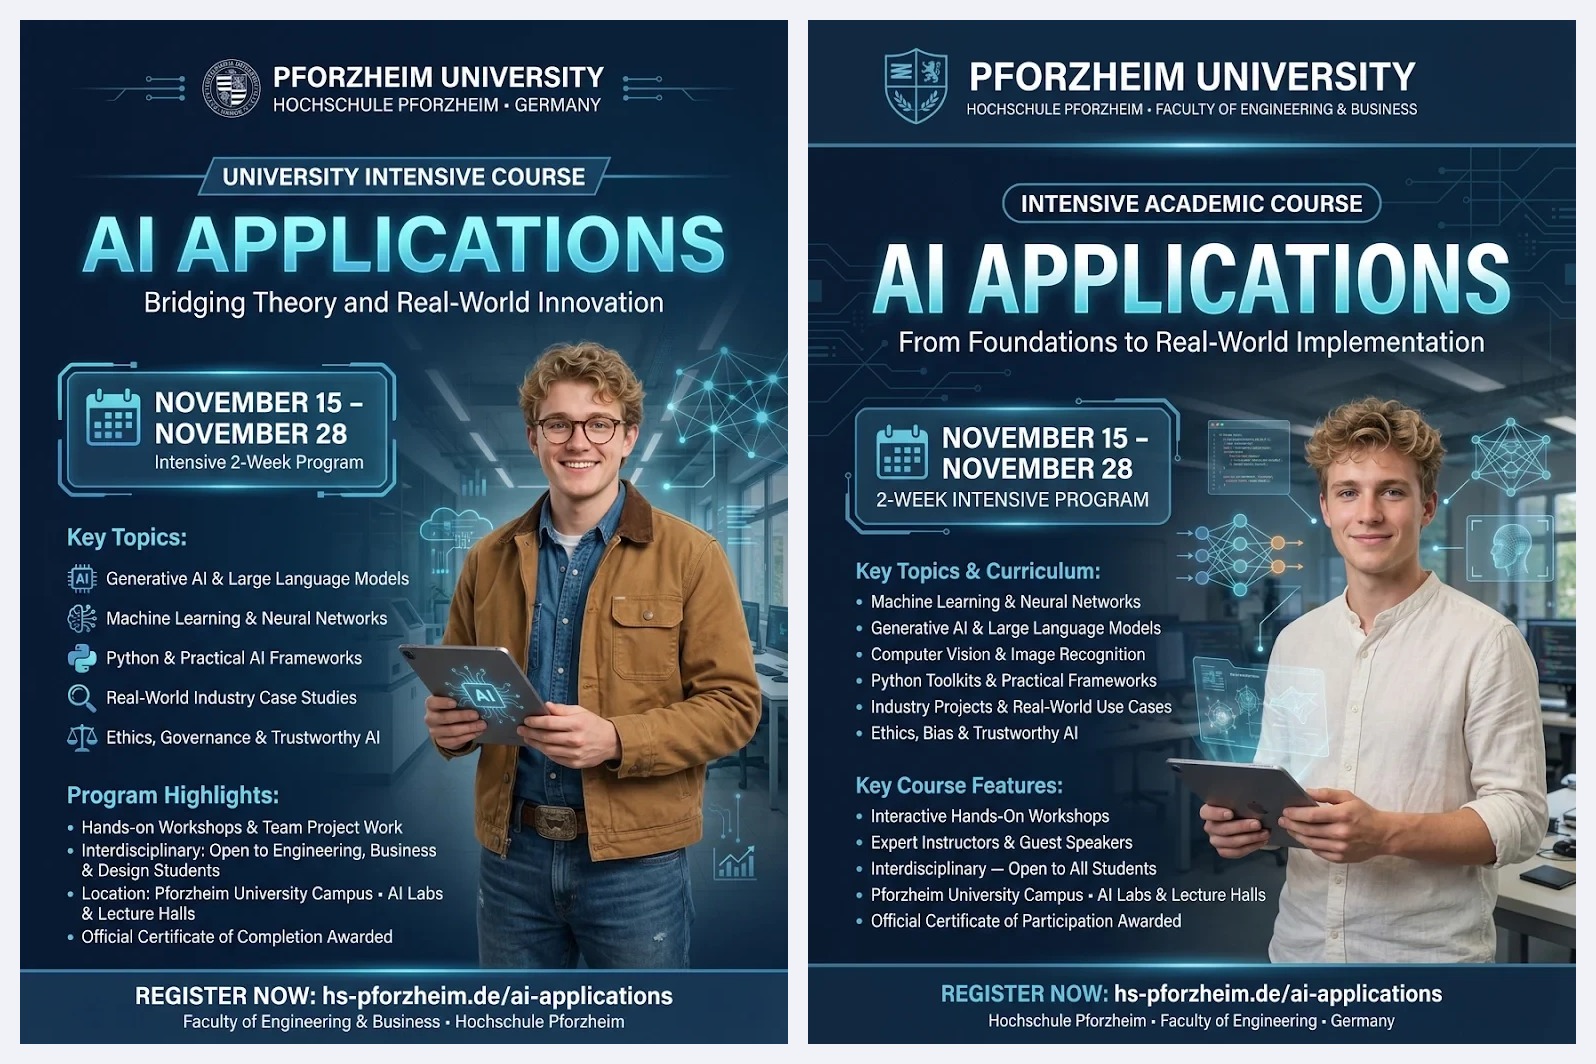 PFORZHEIM UNIVERSITY
HOCHSCHULE PFORZHEIM • GERMANY
UNIVERSITY INTENSIVE COURSE
AI APPLICATIONS
Bridging Theory and Real-World Innovation
NOVEMBER 15 –
NOVEMBER 28
Intensive 2-Week Program
Key Topics:
AI
Generative AI & Large Language Models
Machine Learning & Neural Networks
Python & Practical AI Frameworks
Real-World Industry Case Studies
Ethics, Governance & Trustworthy AI
AI
Program Highlights:
• Hands-on Workshops & Team Project Work
• Interdisciplinary: Open to Engineering, Business
& Design Students
• Location: Pforzheim University Campus • AI Labs
& Lecture Halls
• Official Certificate of Completion Awarded
REGISTER NOW: hs-pforzheim.de/ai-applications
Faculty of Engineering & Business • Hochschule Pforzheim
PFORZHEIM UNIVERSITY
HOCHSCHULE PFORZHEIM • FACULTY OF ENGINEERING & BUSINESS
INTENSIVE ACADEMIC COURSE
AI APPLICATIONS
From Foundations to Real-World Implementation
NOVEMBER 15 –
NOVEMBER 28
2-WEEK INTENSIVE PROGRAM
Key Topics & Curriculum:
• Machine Learning & Neural Networks
• Generative AI & Large Language Models
• Computer Vision & Image Recognition
• Python Toolkits & Practical Frameworks
• Industry Projects & Real-World Use Cases
• Ethics, Bias & Trustworthy AI
Key Course Features:
• Interactive Hands-On Workshops
• Expert Instructors & Guest Speakers
• Interdisciplinary — Open to All Students
• Pforzheim University Campus • AI Labs & Lecture Halls
• Official Certificate of Participation Awarded
REGISTER NOW: hs-pforzheim.de/ai-applications
Hochschule Pforzheim • Faculty of Engineering • Germany